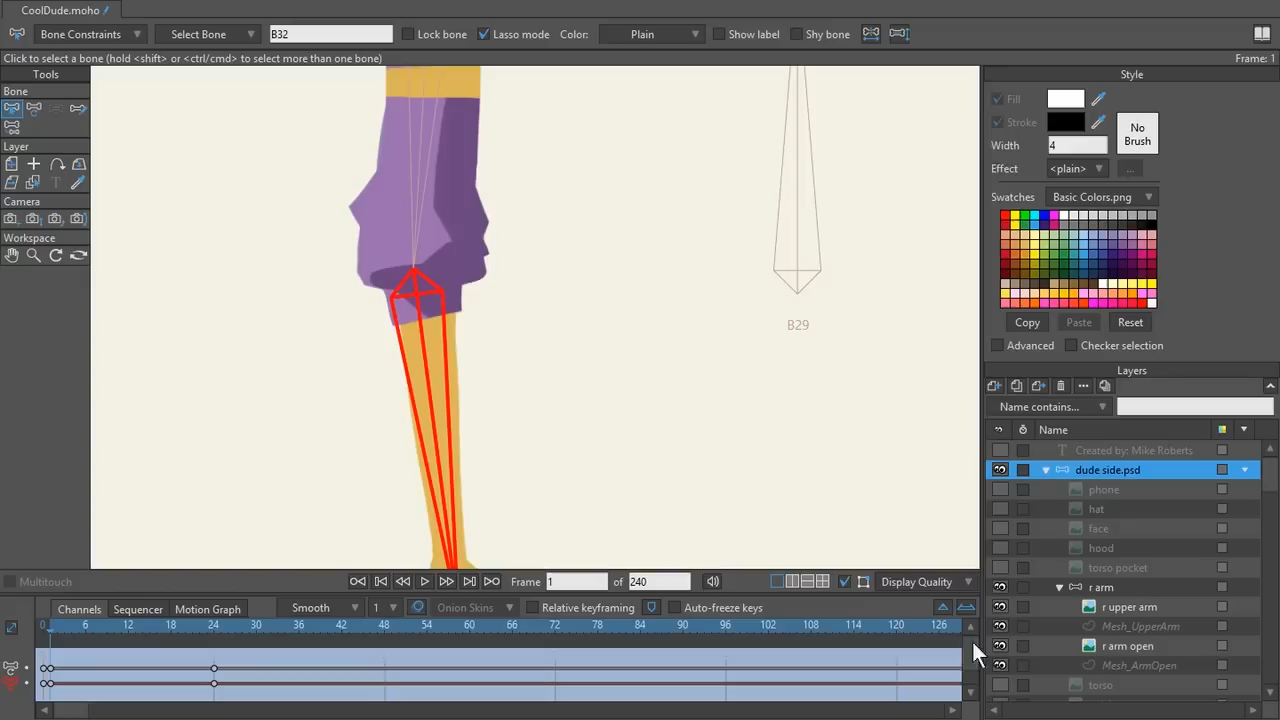 CoolDude.moho
Bone Constraints Select Bone B32 Lock bone Lasso mode Color: Plain Show label Shy bone
Click to select a bone (hold <shift> or <ctrl/cmd> to select more than one bone) Frame: 1
Tools
Bone
Layer
Camera
Workspace
B29
Style
Fill
Stroke
No
Brush
Width 4
Effect <plain> ...
Swatches Basic Colors.png
Copy Paste Reset
Advanced Checker selection
Layers
Name contains...
Name
Created by: Mike Roberts
dude side.psd
phone
hat
face
hood
torso pocket
r arm
r upper arm
Mesh_UpperArm
r arm open
Mesh_ArmOpen
torso
Multitouch Frame 1 of 240 Display Quality
Channels Sequencer Motion Graph Smooth 1 Onion Skins Relative keyframing Auto-freeze keys
0 6 12 18 24 30 36 42 48 54 60 66 72 78 84 90 96 102 108 114 120 126